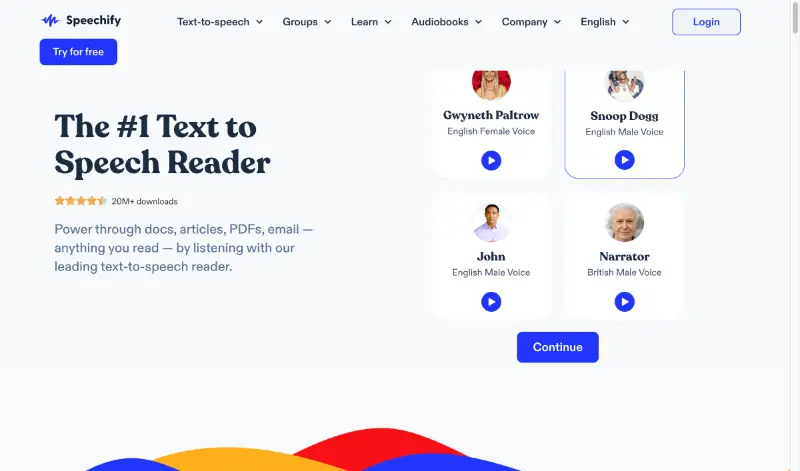 Speechify
Text-to-speech
Groups
Learn
Audiobooks
Company
English
Login
Try for free
The #1 Text to
Speech Reader
20M+ downloads
Power through docs, articles, PDFs, email —
anything you read — by listening with our
leading text-to-speech reader.
Gwyneth Paltrow
English Female Voice
Snoop Dogg
English Male Voice
John
English Male Voice
Narrator
British Male Voice
Continue